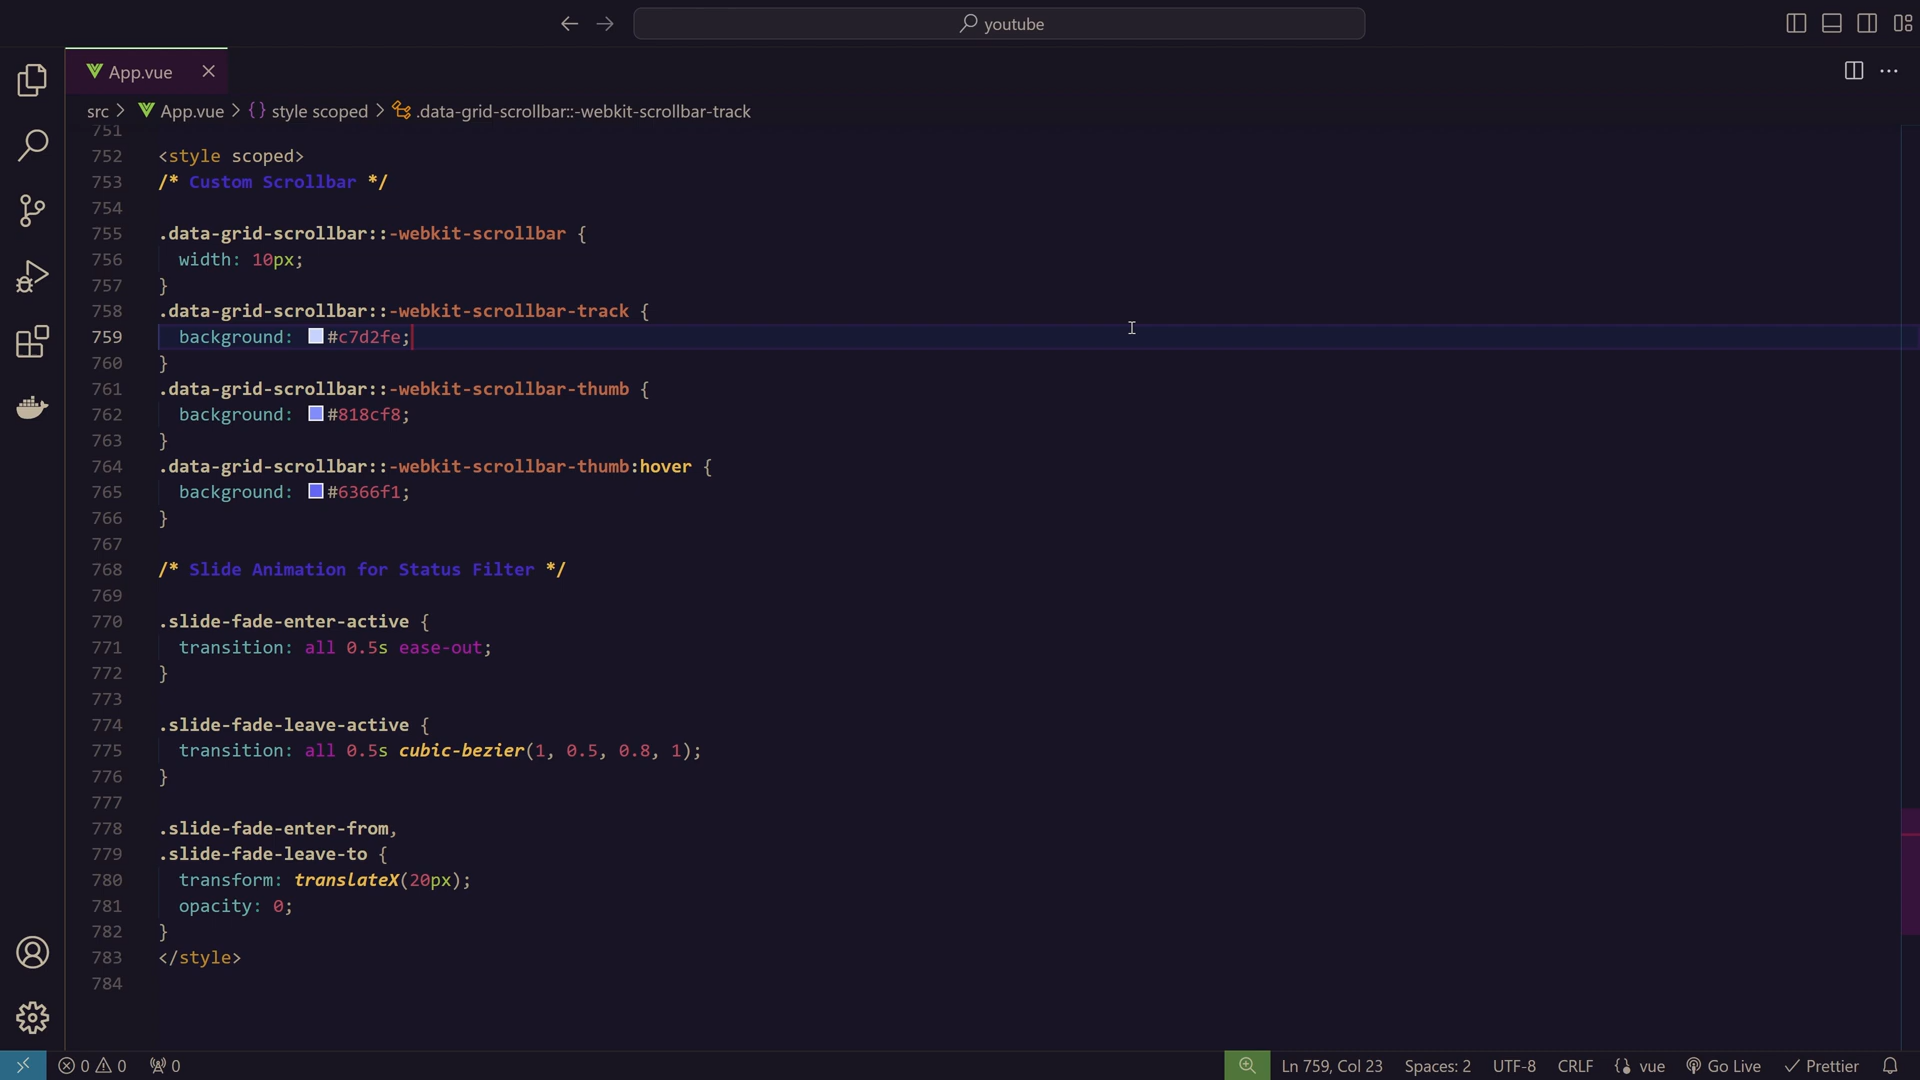 youtube
App.vue
src > App.vue > {} style scoped > .data-grid-scrollbar::-webkit-scrollbar-track
751
752 <style scoped>
753 /* Custom Scrollbar */
754
755 .data-grid-scrollbar::-webkit-scrollbar {
756 width: 10px;
757 }
758 .data-grid-scrollbar::-webkit-scrollbar-track {
759 background: #c7d2fe;
760 }
761 .data-grid-scrollbar::-webkit-scrollbar-thumb {
762 background: #818cf8;
763 }
764 .data-grid-scrollbar::-webkit-scrollbar-thumb:hover {
765 background: #6366f1;
766 }
767
768 /* Slide Animation for Status Filter */
769
770 .slide-fade-enter-active {
771 transition: all 0.5s ease-out;
772 }
773
774 .slide-fade-leave-active {
775 transition: all 0.5s cubic-bezier(1, 0.5, 0.8, 1);
776 }
777
778 .slide-fade-enter-from,
779 .slide-fade-leave-to {
780 transform: translateX(20px);
781 opacity: 0;
782 }
783 </style>
784
0 0 0 Ln 759, Col 23 Spaces: 2 UTF-8 CRLF vue Go Live Prettier